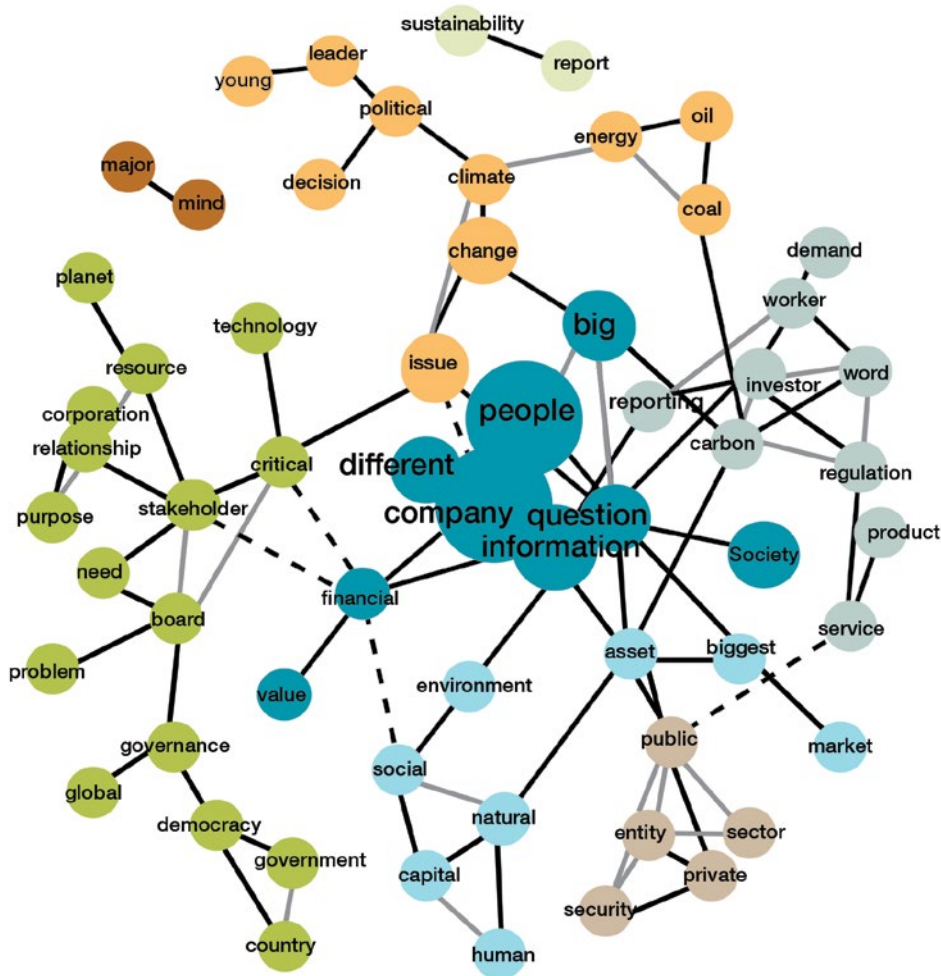 sustainability
report
leader
young
political
oil
energy
major
decision
climate
mind
coal
change
demand
planet
worker
technology
big
resource
issue
investor
word
corporation
people
reporting
relationship
carbon
different
critical
regulation
purpose
stakeholder
company
question
product
information
Society
need
financial
board
service
asset
biggest
problem
value
environment
governance
public
market
social
global
natural
democracy
entity
sector
government
capital
private
security
country
human